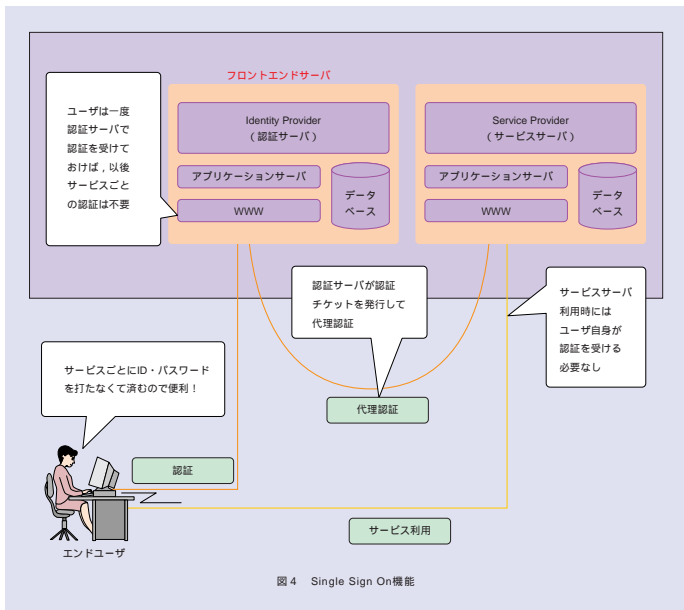 フロントエンドサーバ
ユーザは一度
認証サーバで
認証を受けて
おけば，以後
サービスごと
の認証は不要
Identity Provider
（認証サーバ）
アプリケーションサーバ
WWW
データ
ベース
Service Provider
（サービスサーバ）
アプリケーションサーバ
WWW
データ
ベース
認証サーバが認証
チケットを発行して
代理認証
サービスサーバ
利用時には
ユーザ自身が
認証を受ける
必要なし
サービスごとにID・パスワード
を打たなくて済むので便利！
代理認証
認証
サービス利用
エンドユーザ
図4　Single Sign On機能